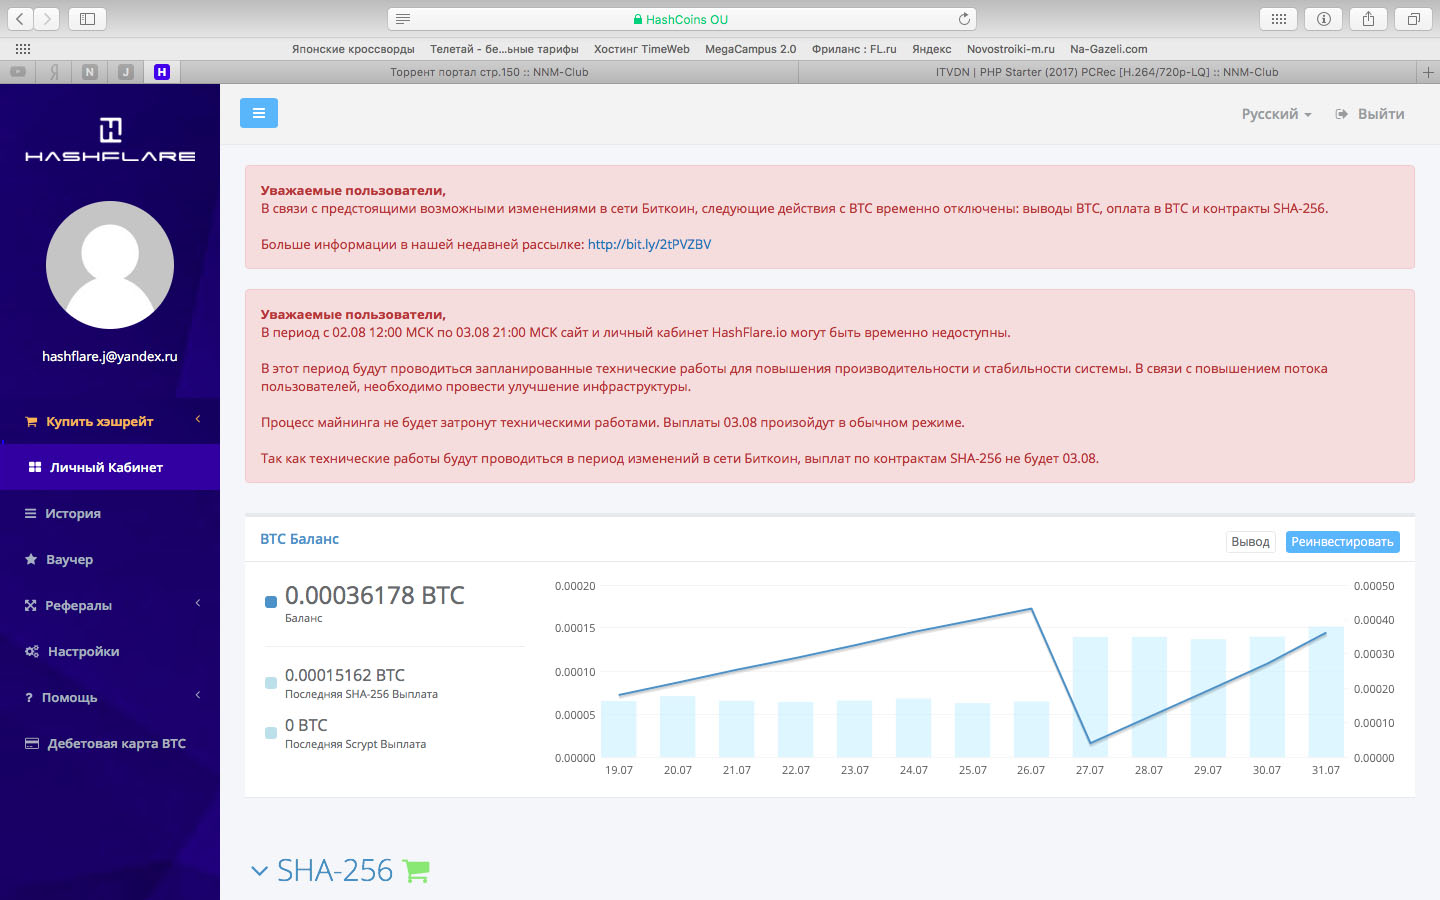 HashCoins OU
Японские кроссворды Телетай - бе...ьные тарифы Хостинг TimeWeb MegaCampus 2.0 Фриланс : FL.ru Яндекс Novostroiki-m.ru Na-Gazeli.com
Я N J H Торрент портал стр.150 :: NNM-Club ITVDN | PHP Starter (2017) PCRec [H.264/720p-LQ] :: NNM-Club
HASHFLARE
hashflare.j@yandex.ru
Купить хэшрейт
Личный Кабинет
История
Ваучер
Рефералы
Настройки
Помощь
Дебетовая карта BTC
Русский Выйти
Уважаемые пользователи,
В связи с предстоящими возможными изменениями в сети Биткоин, следующие действия с BTC временно отключены: выводы BTC, оплата в BTC и контракты SHA-256.
Больше информации в нашей недавней рассылке: http://bit.ly/2tPVZBV
Уважаемые пользователи,
В период с 02.08 12:00 МСК по 03.08 21:00 МСК сайт и личный кабинет HashFlare.io могут быть временно недоступны.
В этот период будут проводиться запланированные технические работы для повышения производительности и стабильности системы. В связи с повышением потока
пользователей, необходимо провести улучшение инфраструктуры.
Процесс майнинга не будет затронут техническими работами. Выплаты 03.08 произойдут в обычном режиме.
Так как технические работы будут проводиться в период изменений в сети Биткоин, выплат по контрактам SHA-256 не будет 03.08.
BTC Баланс Вывод Реинвестировать
0.00036178 BTC
Баланс
0.00015162 BTC
Последняя SHA-256 Выплата
0 BTC
Последняя Scrypt Выплата
0.00020 0.00050
0.00015 0.00040
0.00030
0.00010
0.00020
0.00005
0.00010
0.00000 0.00000
19.07 20.07 21.07 22.07 23.07 24.07 25.07 26.07 27.07 28.07 29.07 30.07 31.07
SHA-256